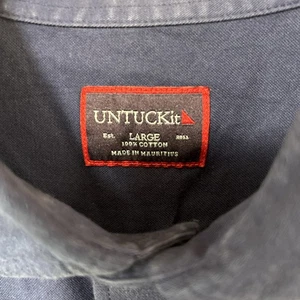 UNTUCKit
Est. LARGE 2011
100% COTTON
MADE IN MAURITIUS